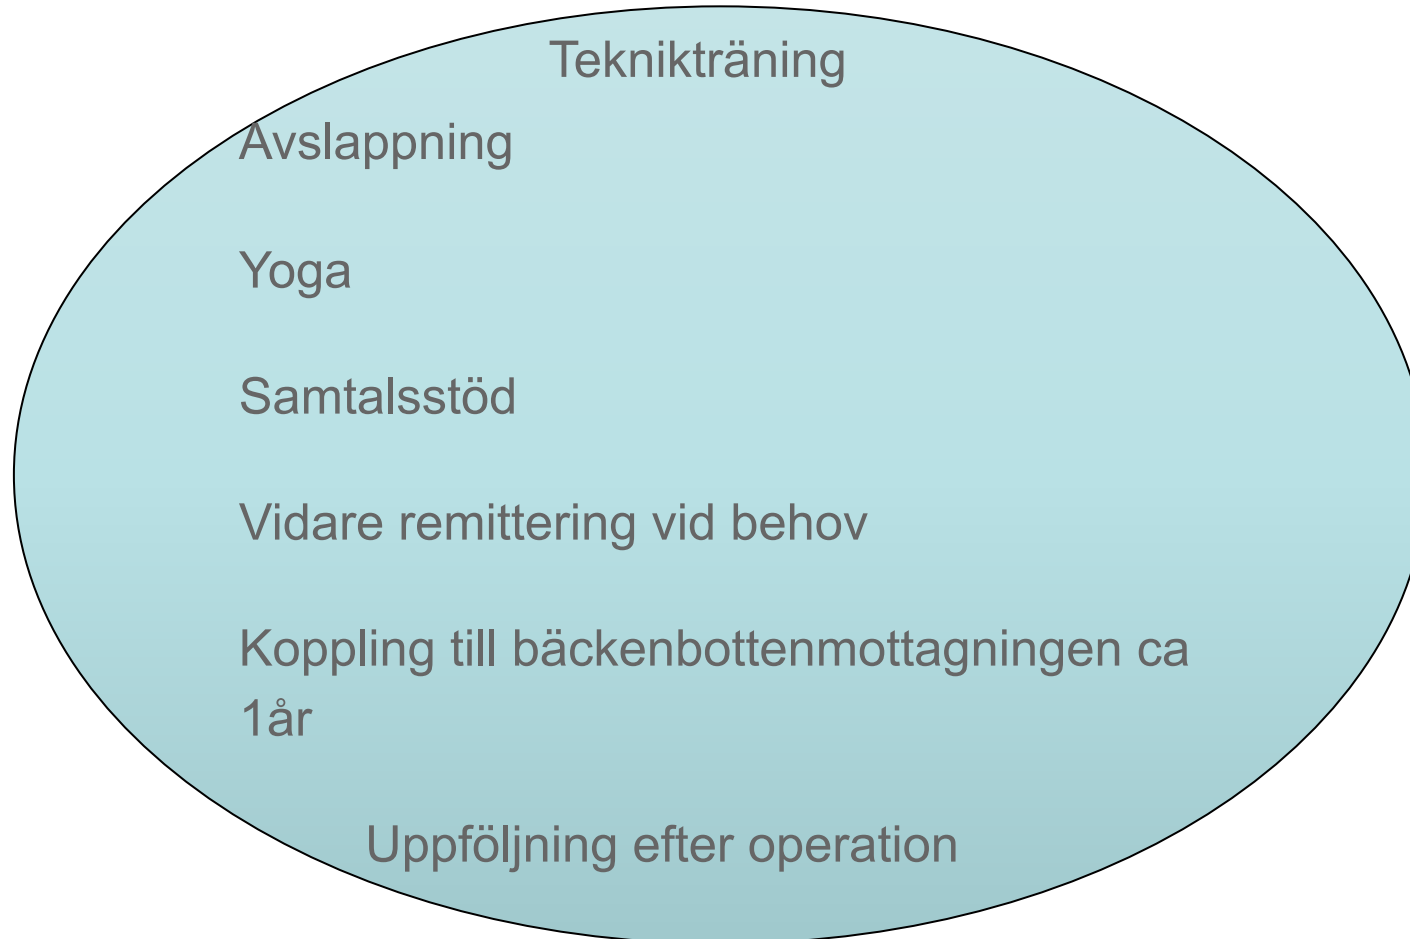 Teknikträning
Avslappning
Yoga
Samtalsstöd
Vidare remittering vid behov
Koppling till bäckenbottenmottagningen ca
1år
Uppföljning efter operation